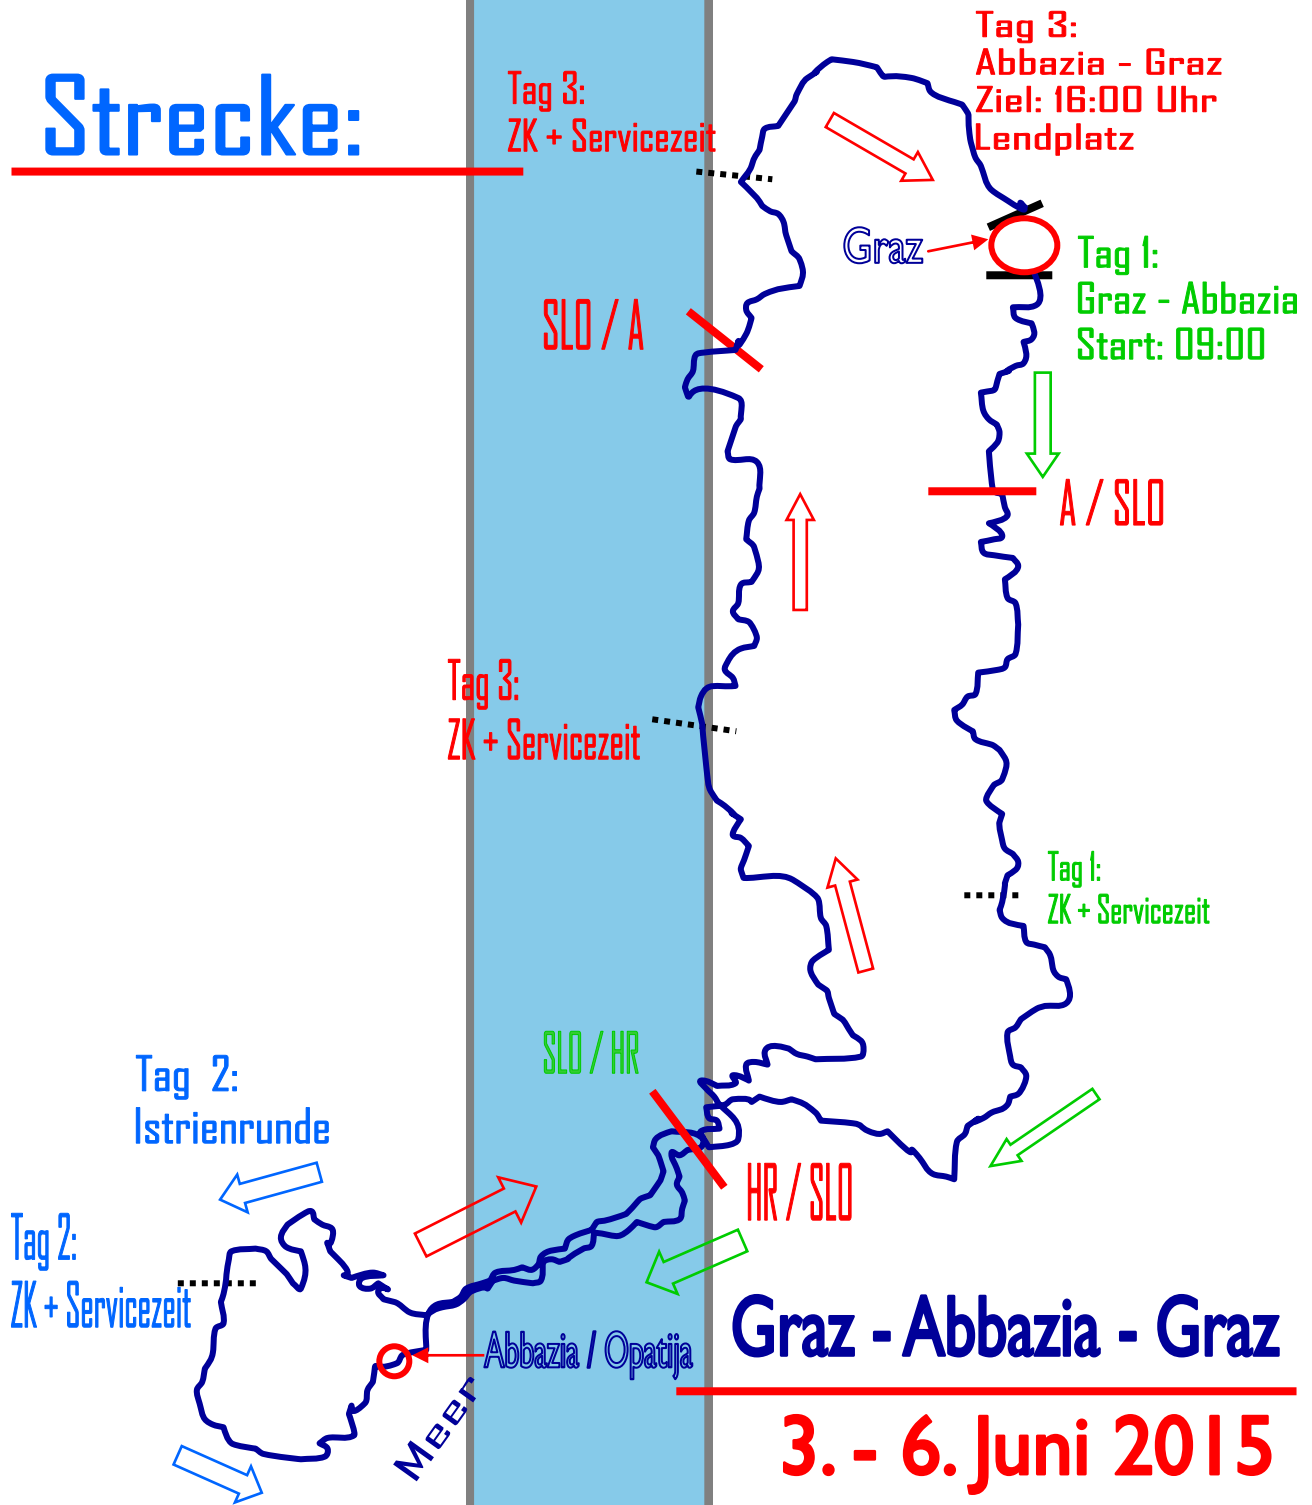 Strecke:
Tag 3:
ZK + Servicezeit
Tag 3:
Abbazia - Graz
Ziel: 16:00 Uhr
Lendplatz
Graz
Tag 1:
Graz - Abbazia
Start: 09:00
SLO / A
A / SLO
Tag 3:
ZK + Servicezeit
Tag 1:
ZK + Servicezeit
SLO / HR
Tag 2:
Istrienrunde
HR / SLO
Tag 2:
ZK + Servicezeit
Abbazia / Opatija
Meer
Graz - Abbazia - Graz
3. - 6. Juni 2015